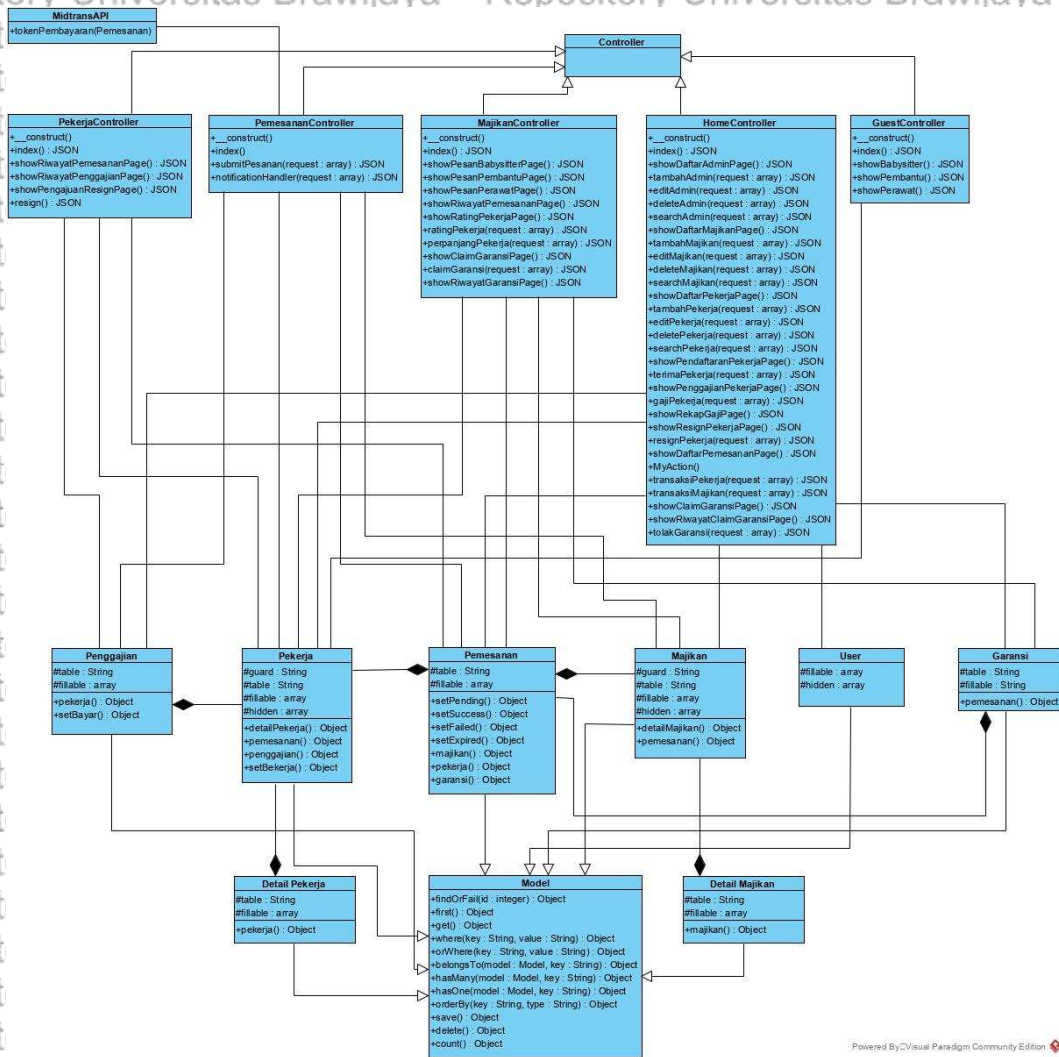 Repository Universitas Brawijaya
MidtransAPI
+tokenPembayaran(Pemesanan)
Controller
PekerjaController
+__construct()
+index() : JSON
+showRiwayatPemesananPage() : JSON
+showRiwayatPenggajianPage() : JSON
+showPengajuanResignPage() : JSON
+resign() : JSON
PemesananController
+__construct()
+index()
+submitPesanan(request : array) : JSON
+notificationHandler(request : array) : JSON
MajikanController
+__construct()
+index() : JSON
+showPesanBabysitterPage() : JSON
+showPesanPembantuPage() : JSON
+showPesanPerawatPage() : JSON
+showRiwayatPemesananPage() : JSON
+showRatingPekerjaPage() : JSON
+ratingPekerja(request : array) : JSON
+perpanjangPekerja(request : array) : JSON
+showClaimGaransiPage() : JSON
+claimGaransi(request : array) : JSON
+showRiwayatGaransiPage() : JSON
HomeController
+__construct()
+index() : JSON
+showDaftarAdminPage() : JSON
+tambahAdmin(request : array) : JSON
+editAdmin(request : array) : JSON
+deleteAdmin(request : array) : JSON
+searchAdmin(request : array) : JSON
+showDaftarMajikanPage() : JSON
+tambahMajikan(request : array) : JSON
+editMajikan(request : array) : JSON
+deleteMajikan(request : array) : JSON
+searchMajikan(request : array) : JSON
+showDaftarPekerjaPage() : JSON
+tambahPekerja(request : array) : JSON
+editPekerja(request : array) : JSON
+deletePekerja(request : array) : JSON
+searchPekerja(request : array) : JSON
+showPendaftaranPekerjaPage() : JSON
+terimaPekerja(request : array) : JSON
+showPenggajianPekerjaPage() : JSON
+gajiPekerja(request : array) : JSON
+showRekapGajiPage() : JSON
+showResignPekerjaPage() : JSON
+resignPekerja(request : array) : JSON
+showDaftarPemesananPage() : JSON
+MyAction()
+transaksiPekerja(request : array) : JSON
+transaksiMajikan(request : array) : JSON
+showClaimGaransiPage() : JSON
+showRiwayatClaimGaransiPage() : JSON
+tolakGaransi(request : array) : JSON
GuestController
+__construct()
+index() : JSON
+showBabysitter() : JSON
+showPembantu() : JSON
+showPerawat() : JSON
Penggajian
#table : String
#fillable : array
+pekerja() : Object
+setBayar() : Object
Pekerja
#guard : String
#table : String
#fillable : array
#hidden : array
+detailPekerja() : Object
+pemesanan() : Object
+penggajian() : Object
+setBekerja() : Object
Pemesanan
#table : String
#fillable : array
+setPending() : Object
+setSuccess() : Object
+setFailed() : Object
+setExpired() : Object
+majikan() : Object
+pekerja() : Object
+garansi() : Object
Majikan
#guard : String
#table : String
#fillable : array
#hidden : array
+detailMajikan() : Object
+pemesanan() : Object
User
#fillable : array
#hidden : array
Garansi
#table : String
#fillable : String
+pemesanan() : Object
Detail Pekerja
#table : String
#fillable : array
+pekerja() : Object
Model
+findOrFail(id : integer) : Object
+first() : Object
+get() : Object
+where(key : String, value : String) : Object
+orWhere(key : String, value : String) : Object
+belongsTo(model : Model, key : String) : Object
+hasMany(model : Model, key : String) : Object
+hasOne(model : Model, key : String) : Object
+orderBy(key : String, type : String) : Object
+save() : Object
+delete() : Object
+count() : Object
Detail Majikan
#table : String
#fillable : array
+majikan() : Object
Powered By Visual Paradigm Community Edition